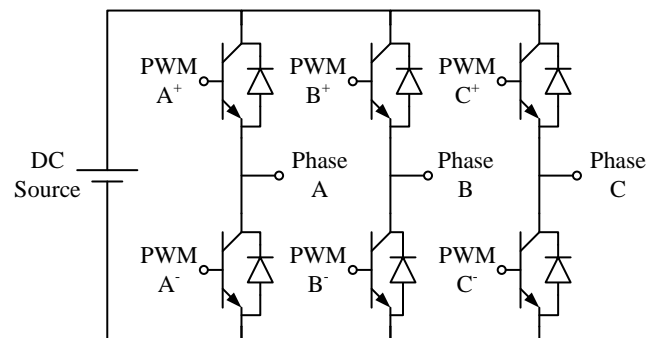 PWM
A⁺
PWM
B⁺
PWM
C⁺
DC
Source
Phase
A
Phase
B
Phase
C
PWM
A⁻
PWM
B⁻
PWM
C⁻